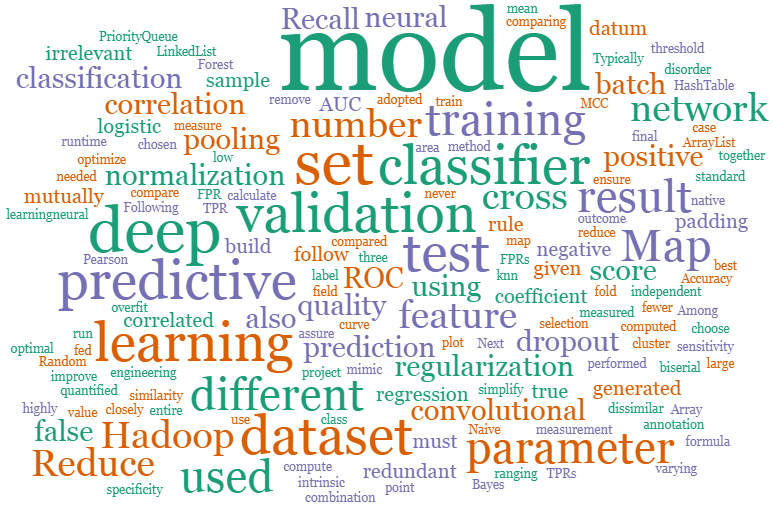 mean
Recall neural
comparing
datum
PriorityQueue
model
irrelevant
LinkedList
Typically
threshold
Forest
classification
sample
batch
disorder
HashTable
correlation
remove
AUC
adopted
train
MCC
network
logistic
measure
number
training
final
case
runtime
chosen
pooling
area
method
ArrayList
optimize
low
set
classifier
positive
together
needed
normalization
cross
ensure
standard
mutually
compare
FPR
calculate
never
result
native
learningneural
Following
TPR
validation
rule
outcome
padding
deep
compared
map
reduce
Map
build
follow
three
test
negative
Pearson
label
ROC
FPRs
given
score
best
predictive
field
using
knn
coefficient
fold
independent
Accuracy
overfit
also
quality
feature
measured
fewer
Among
correlated
curve
selection
computed
choose
run
assure
plot
Next
dropout
cluster
sensitivity
optimal
fed
learning
prediction
Random
project
mimic
regularization
performed
biserial
large
improve
engineering
quantified
similarity
different
regression
simplify
true
generated
highly
value
closely
entire
convolutional
dissimilar
Array
use
class
annotation
false
Hadoop
dataset
must
Naive
measurement
formula
Reduce
parameter
used
compute
redundant
ranging
TPRs
varying
specificity
intrinsic
point
Bayes
combination